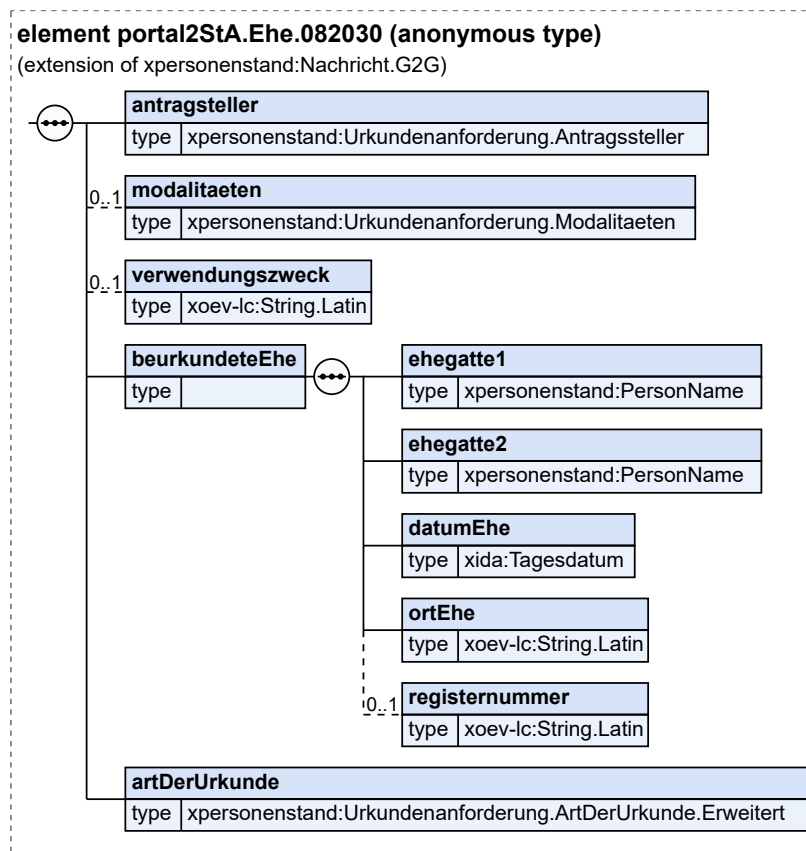 element portal2StA.Ehe.082030 (anonymous type)
(extension of xpersonenstand:Nachricht.G2G)
antragsteller
type xpersonenstand:Urkundenanforderung.Antragssteller
0..1 modalitaeten
type xpersonenstand:Urkundenanforderung.Modalitaeten
0..1 verwendungszweck
type xoev-lc:String.Latin
beurkundeteEhe
type
ehegatte1
type xpersonenstand:PersonName
ehegatte2
type xpersonenstand:PersonName
datumEhe
type xida:Tagesdatum
ortEhe
type xoev-lc:String.Latin
0..1 registernummer
type xoev-lc:String.Latin
artDerUrkunde
type xpersonenstand:Urkundenanforderung.ArtDerUrkunde.Erweitert